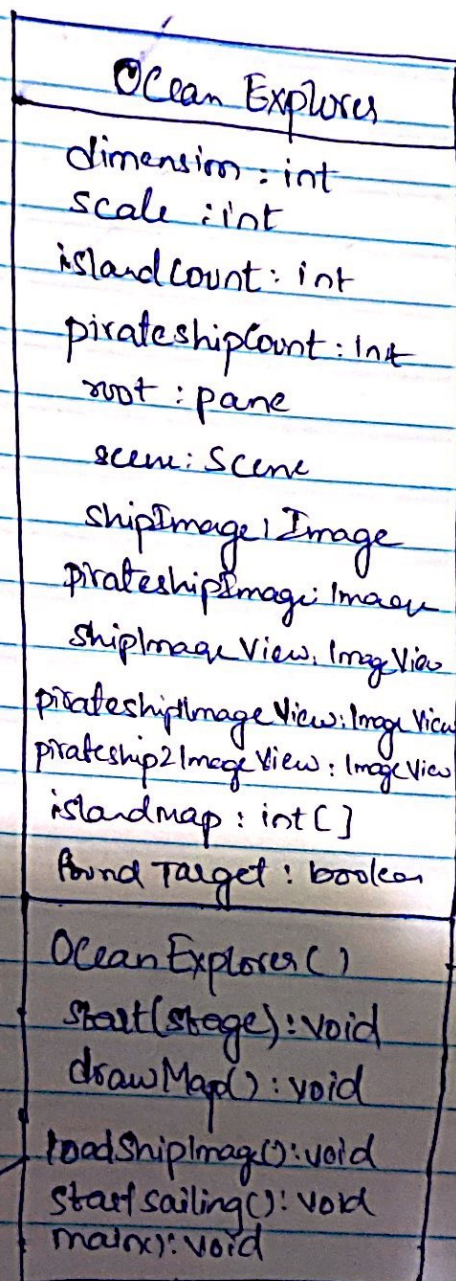 Ocean Explorer
dimension : int
scale : int
islandCount : int
pirateshipCount : Int
root : pane
scene : Scene
shipImage : Image
pirateshipImage : Image
shipImageView : ImageView
pirateship1ImageView : ImageView
pirateship2ImageView : ImageView
islandmap : int[]
found Target : boolean
OceanExplorer()
start(stage) : void
drawMap() : void
loadShipImage() : void
startSailing() : void
main() : void